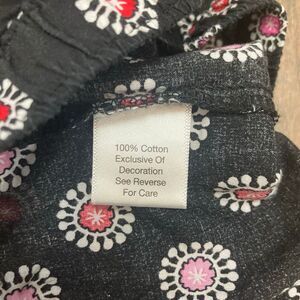 100% Cotton
Exclusive Of
Decoration
See Reverse
For Care